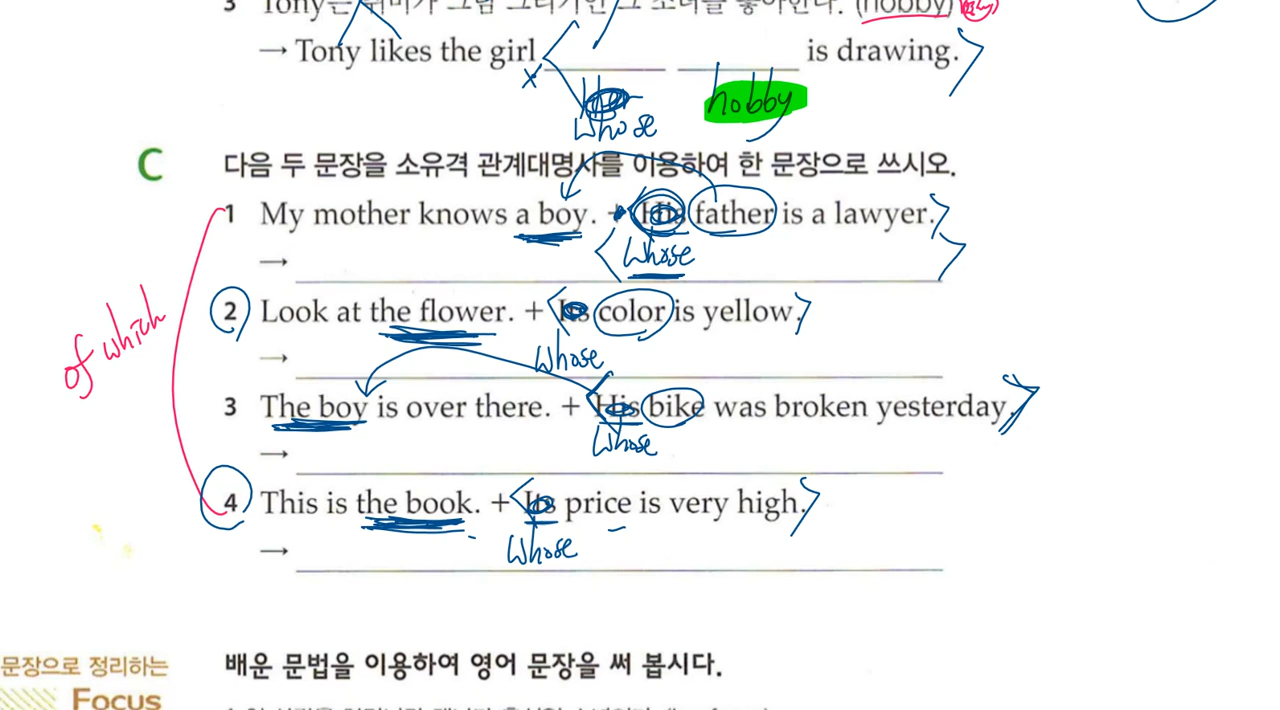 3 Tony는 취미가 그림 그리기인 그 소녀를 좋아한다. (hobby)
→ Tony likes the girl ________ ________ is drawing.
hobby
whose
C 다음 두 문장을 소유격 관계대명사를 이용하여 한 문장으로 쓰시오.
1 My mother knows a boy. + His father is a lawyer.
whose
→
2 Look at the flower. + Its color is yellow.
of which
whose
→
3 The boy is over there. + His bike was broken yesterday.
whose
→
4 This is the book. + Its price is very high.
whose
→
문장으로 정리하는 배운 문법을 이용하여 영어 문장을 써 봅시다.
Focus